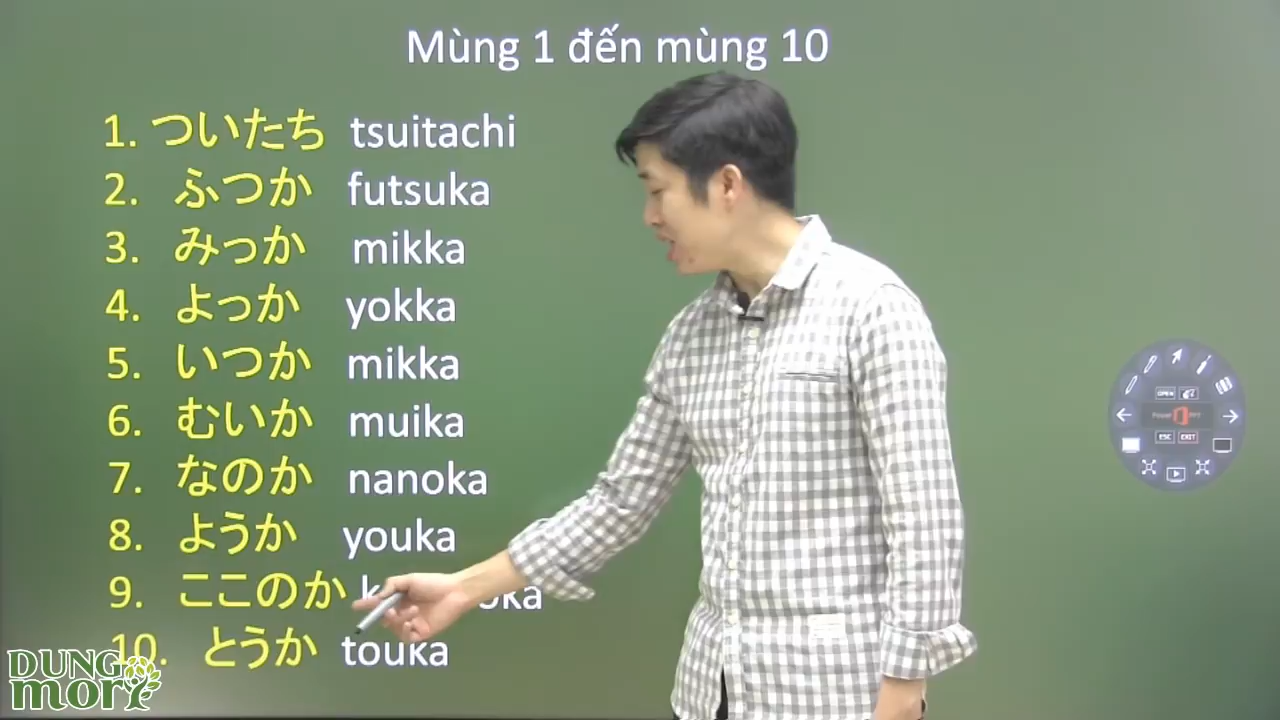 Mùng 1 đến mùng 10
1. ついたち tsuitachi
2. ふつか futsuka
3. みっか mikka
4. よっか yokka
5. いつか mikka
6. むいか muika
7. なのか nanoka
8. ようか youka
9. ここのか
10. とうか touka
DUNG
mori
OPEN
ESC EXIT